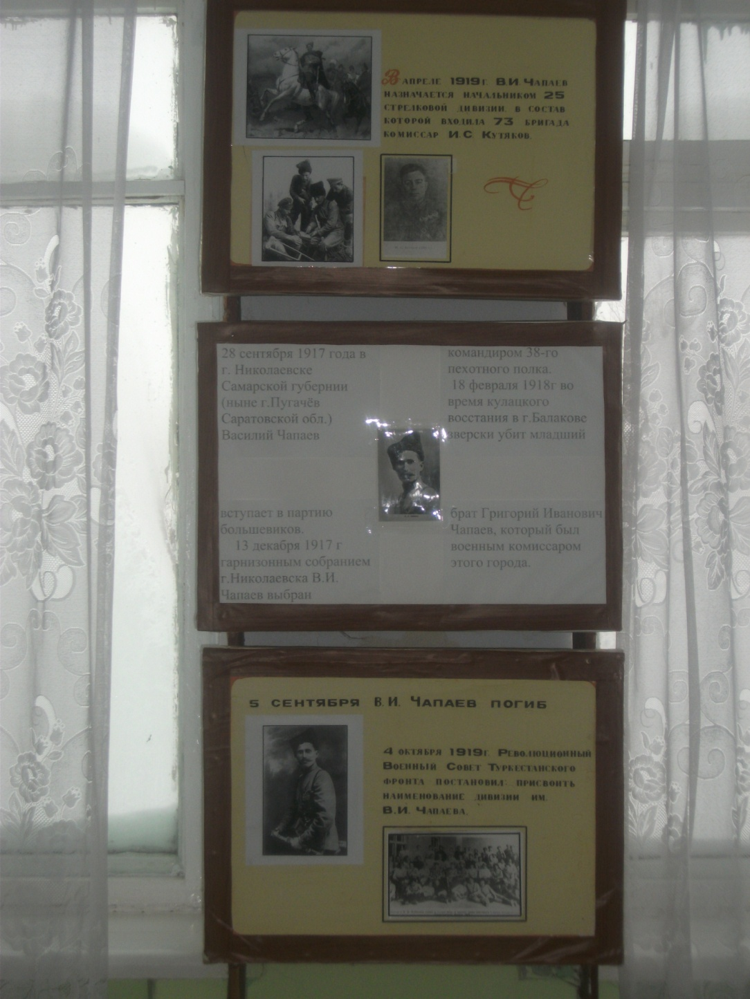 В апреле 1919г. В.И. Чапаев
назначается начальником 25
стрелковой дивизии, в состав
которой входила 73 бригада
комиссар И.С. Кутяков.
28 сентября 1917 года в
г. Николаевске
Самарской губернии
(ныне г.Пугачёв
Саратовской обл.)
Василий Чапаев
вступает в партию
большевиков.
13 декабря 1917 г
гарнизонным собранием
г.Николаевска В.И.
Чапаев выбран
командиром 38-го
пехотного полка.
18 февраля 1918г во
время кулацкого
восстания в г.Балакове
зверски убит младший
брат Григорий Иванович
Чапаев, который был
военным комиссаром
этого города.
5 сентября В.И. Чапаев погиб
4 октября 1919г. Революционный
Военный Совет Туркестанского
фронта постановил: присвоить
наименование дивизии им.
В.И. Чапаева.